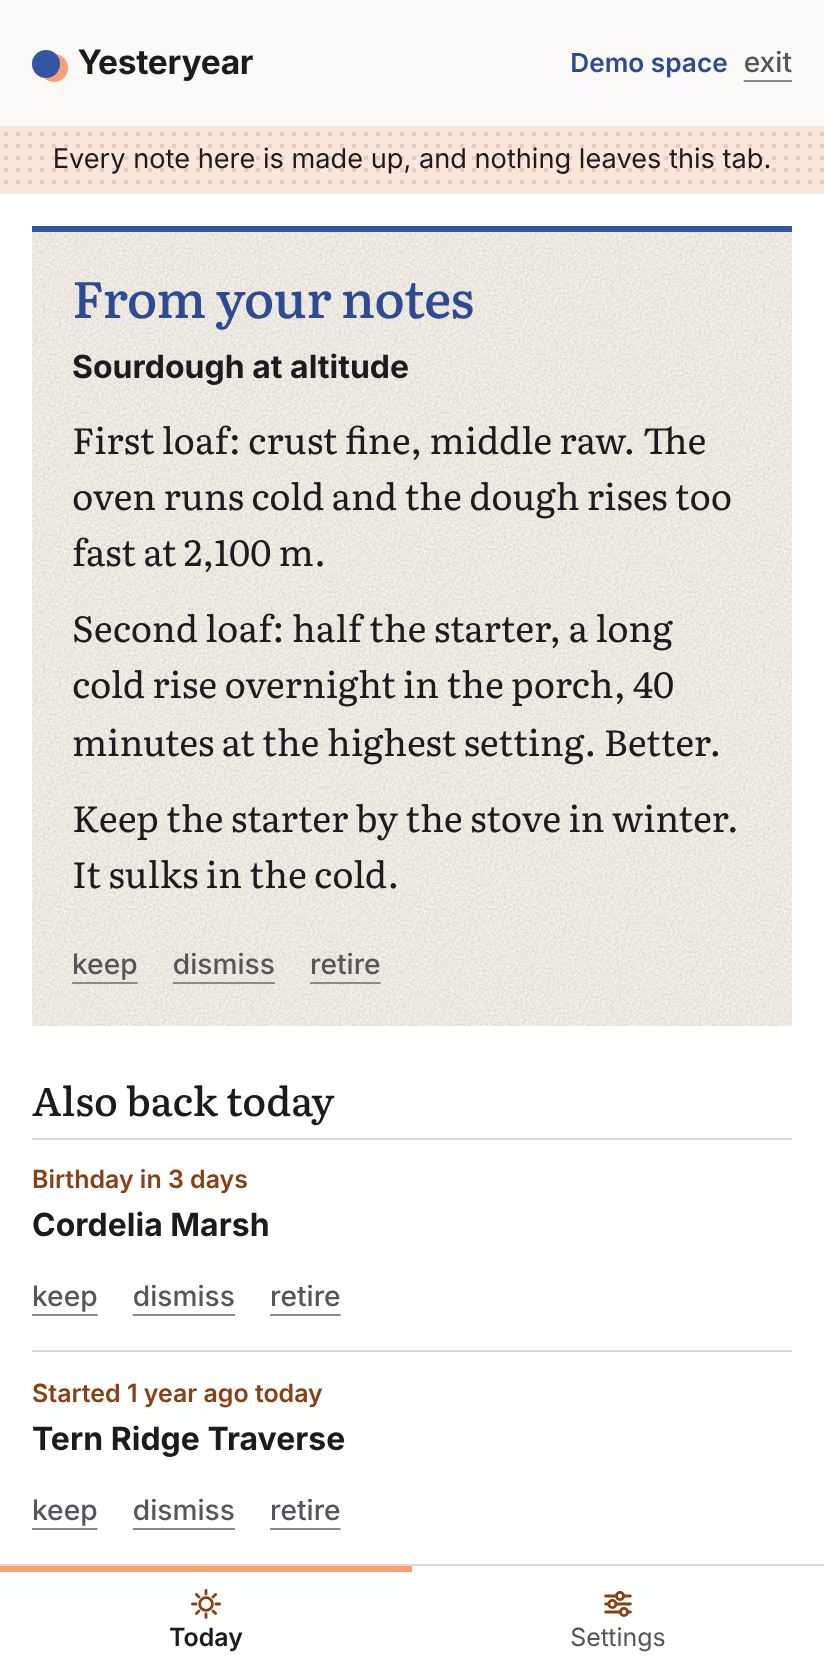 Yesteryear
Demo space exit
Every note here is made up, and nothing leaves this tab.
From your notes
Sourdough at altitude
First loaf: crust fine, middle raw. The
oven runs cold and the dough rises too
fast at 2,100 m.
Second loaf: half the starter, a long
cold rise overnight in the porch, 40
minutes at the highest setting. Better.
Keep the starter by the stove in winter.
It sulks in the cold.
keep dismiss retire
Also back today
Birthday in 3 days
Cordelia Marsh
keep dismiss retire
Started 1 year ago today
Tern Ridge Traverse
keep dismiss retire
Today
Settings